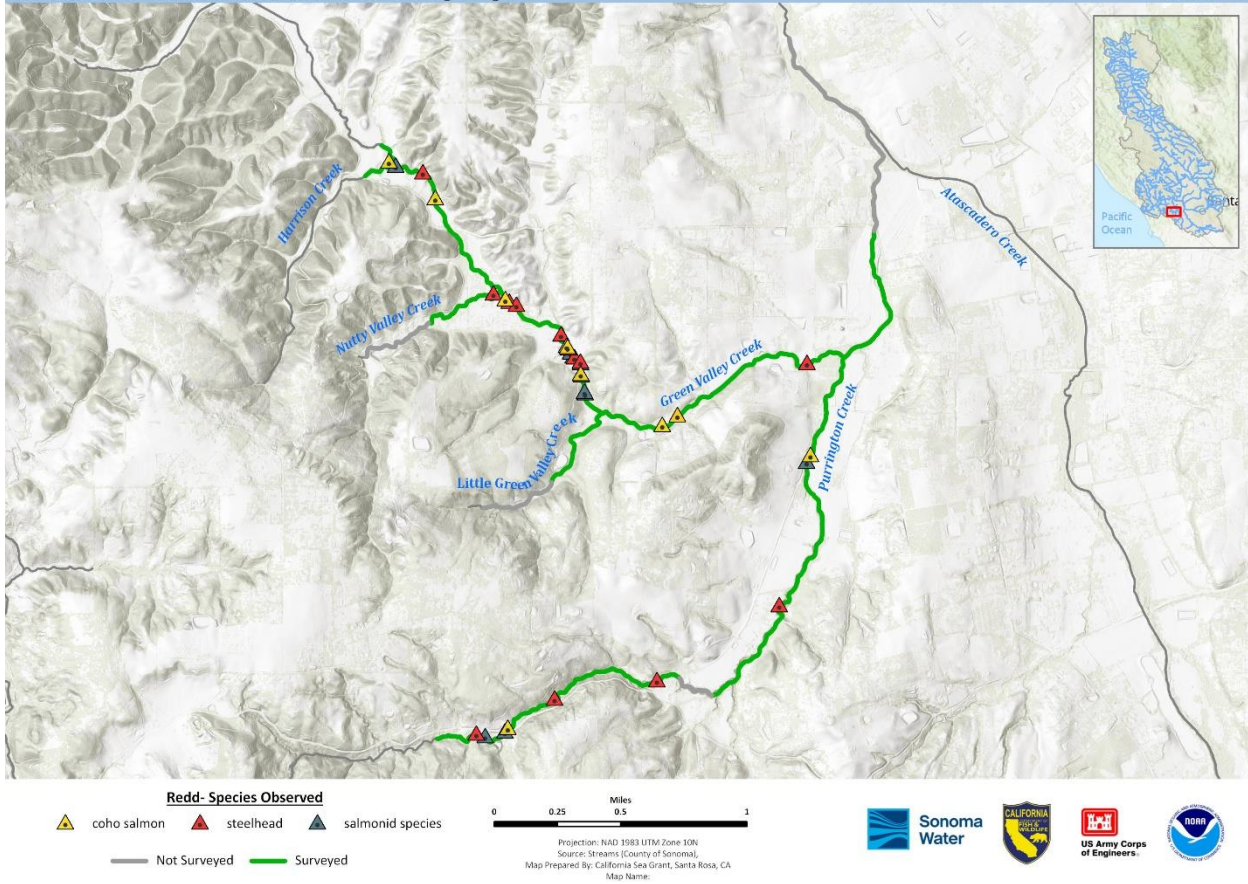 Harrison Creek
Nutty Valley Creek
Little Green Valley Creek
Green Valley Creek
Purrington Creek
Atascadero Creek
Pacific
Ocean
Redd- Species Observed
coho salmon
steelhead
salmonid species
Not Surveyed
Surveyed
Miles
0 0.25 0.5 1
Projection: NAD 1983 UTM Zone 10N
Source: Streams (County of Sonoma),
Map Prepared By: California Sea Grant, Santa Rosa, CA
Map Name:
Sonoma
Water
CALIFORNIA
FISH &
WILDLIFE
US Army Corps
of Engineers
NOAA